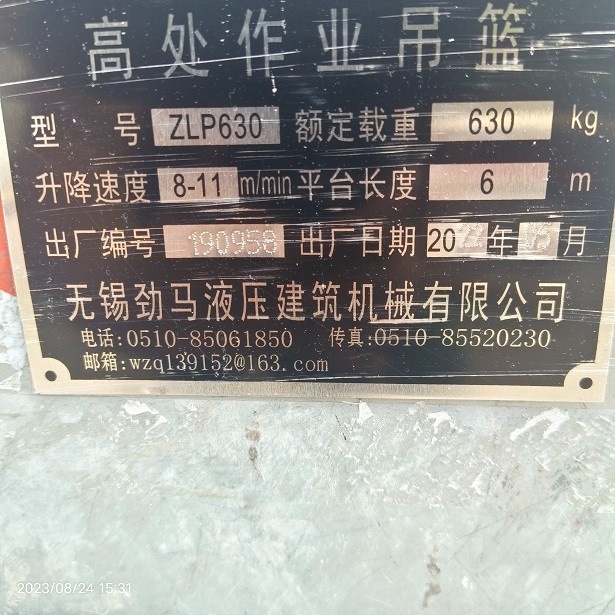 高处作业吊篮
型 号 ZLP630 额定载重 630 kg
升降速度 8-11 m/min 平台长度 6 m
出厂编号 190958 出厂日期 20 年 月
无锡劲马液压建筑机械有限公司
电话:0510-85061850 传真:0510-85520230
邮箱:wzq139152@163.com
2023/08/24 15:31